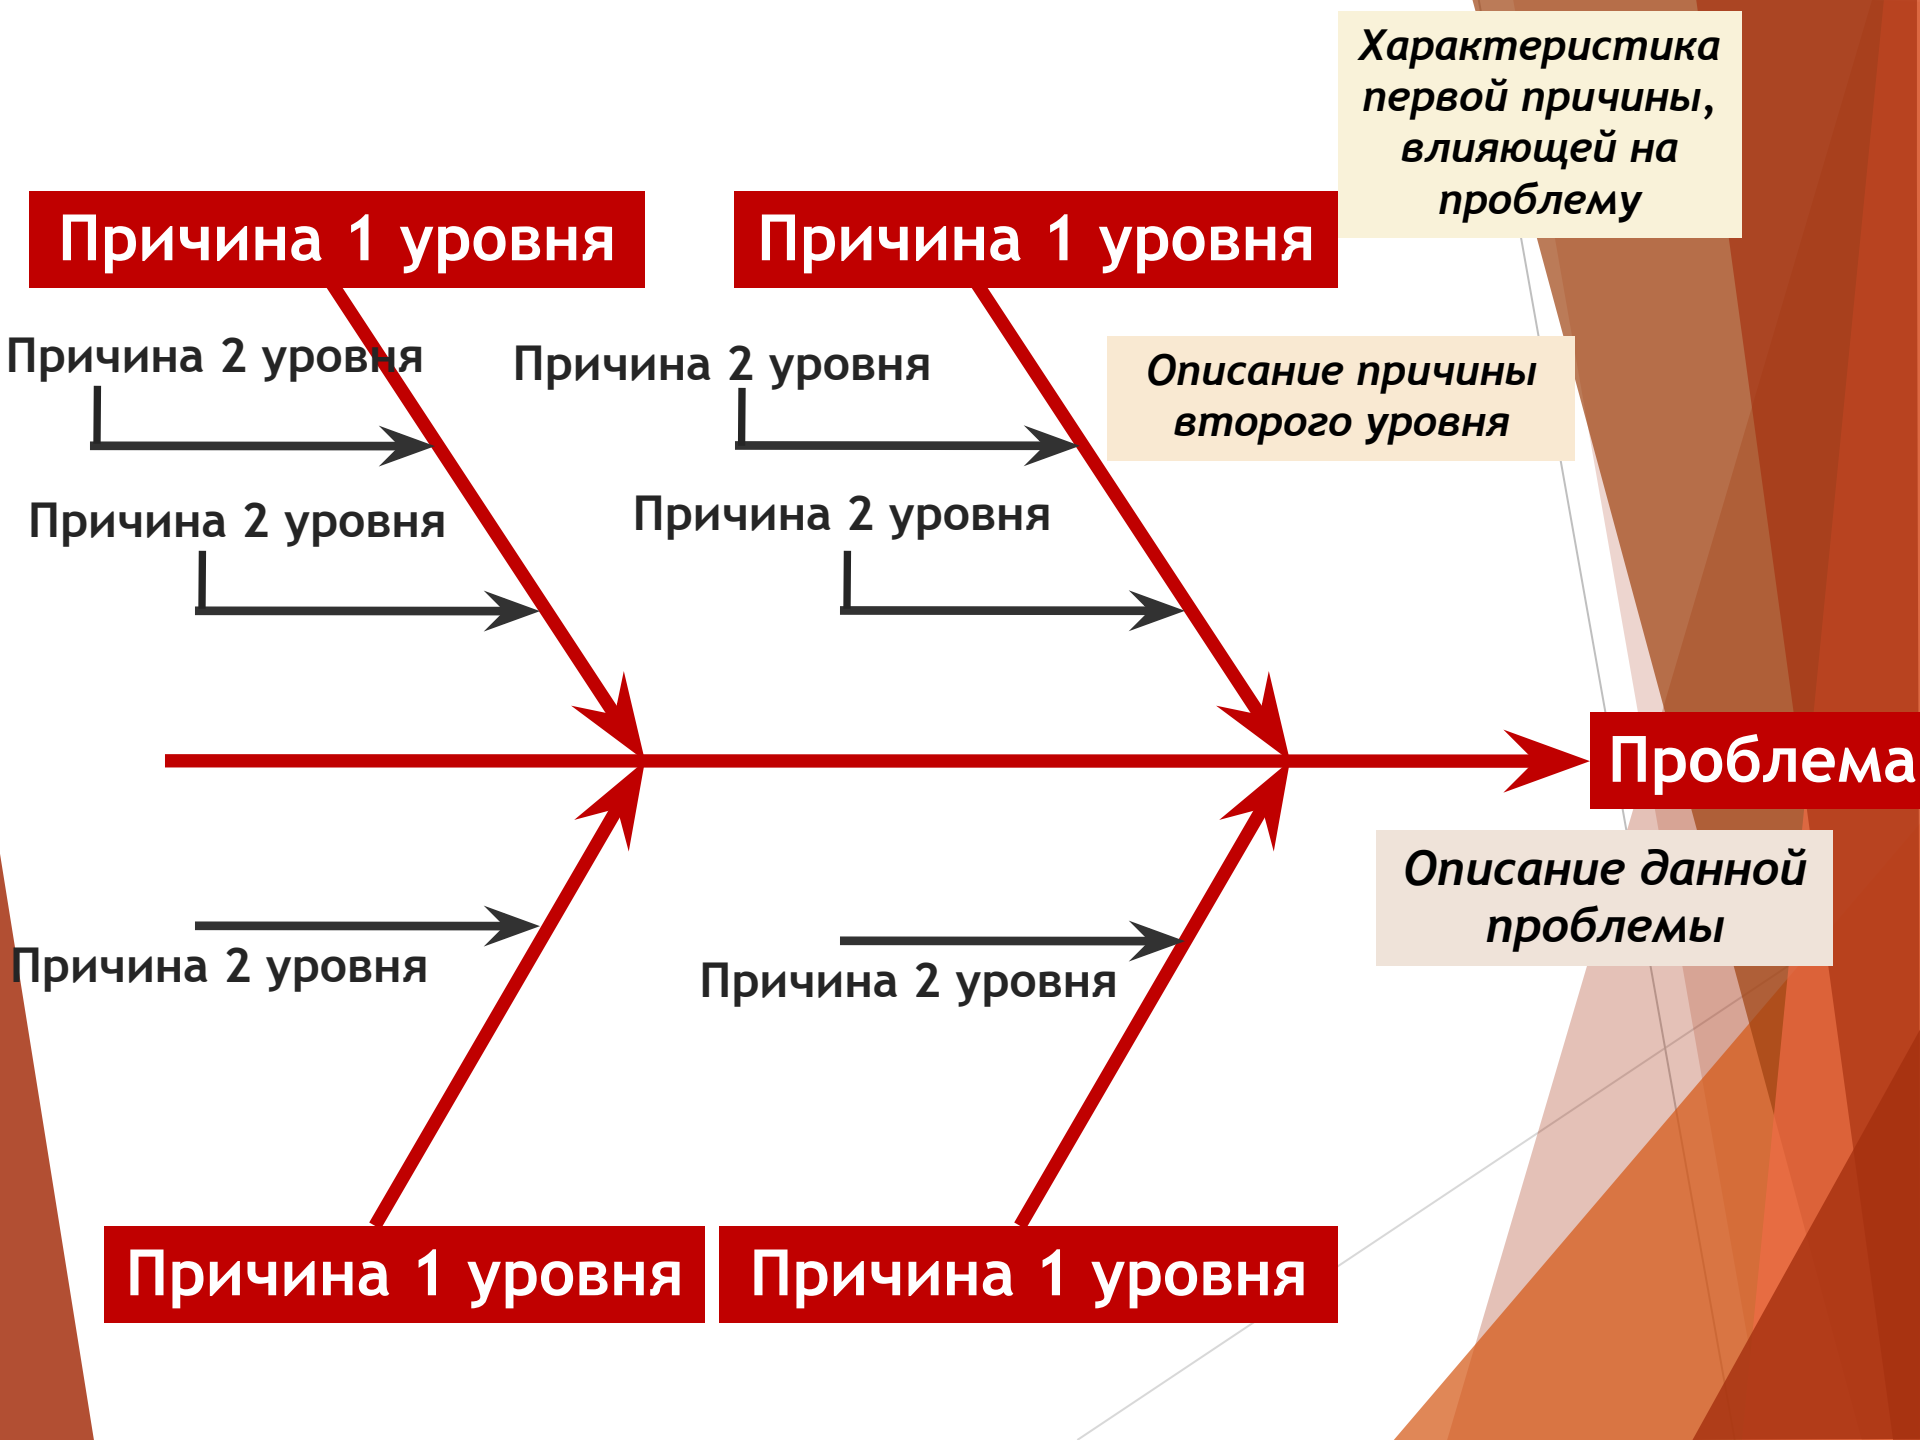 Характеристика
первой причины,
влияющей на
проблему
Причина 1 уровня
Причина 1 уровня
Причина 2 уровня
Причина 2 уровня
Описание причины
второго уровня
Причина 2 уровня
Причина 2 уровня
Проблема
Описание данной
проблемы
Причина 2 уровня
Причина 2 уровня
Причина 1 уровня
Причина 1 уровня